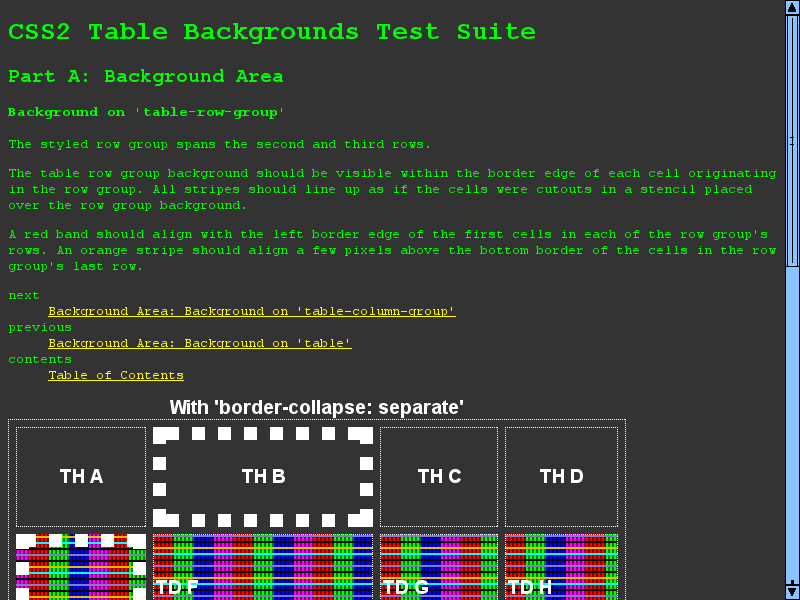 CSS2 Table Backgrounds Test Suite
Part A: Background Area
Background on 'table-row-group'
The styled row group spans the second and third rows.
The table row group background should be visible within the border edge of each cell originating
in the row group. All stripes should line up as if the cells were cutouts in a stencil placed
over the row group background.
A red band should align with the left border edge of the first cells in each of the row group's
rows. An orange stripe should align a few pixels above the bottom border of the cells in the row
group's last row.
next
Background Area: Background on 'table-column-group'
previous
Background Area: Background on 'table'
contents
Table of Contents
With 'border-collapse: separate'
TH A TH B TH C TH D
TD F TD G TD H